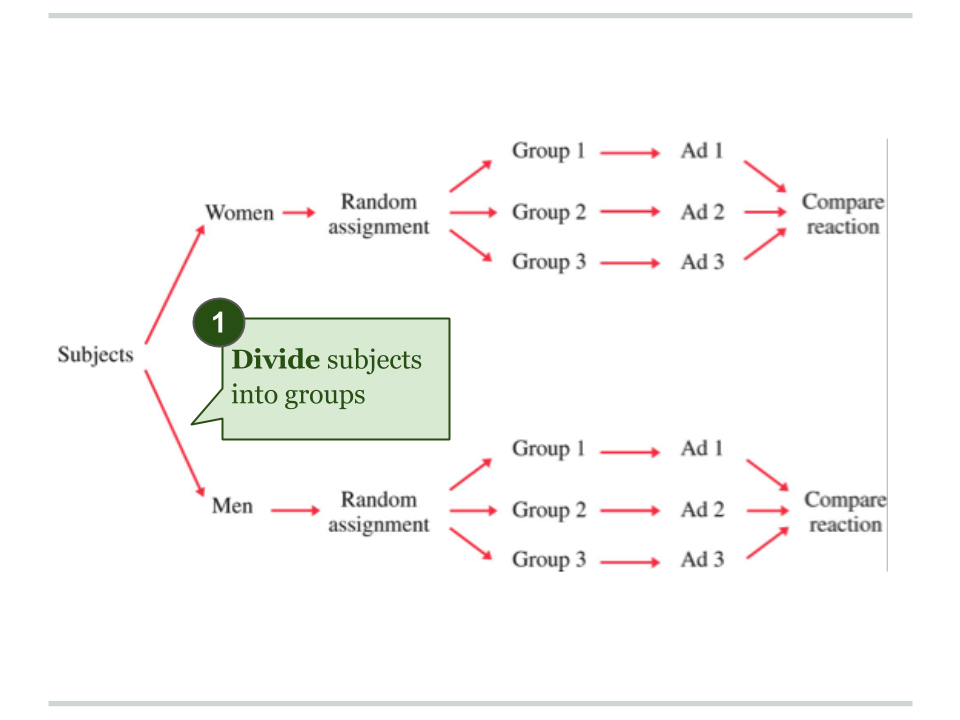 Group 1 Ad 1
Women Random assignment Group 2 Ad 2 Compare reaction
Group 3 Ad 3
1
Subjects
Divide subjects
into groups
Group 1 Ad 1
Men Random assignment Group 2 Ad 2 Compare reaction
Group 3 Ad 3